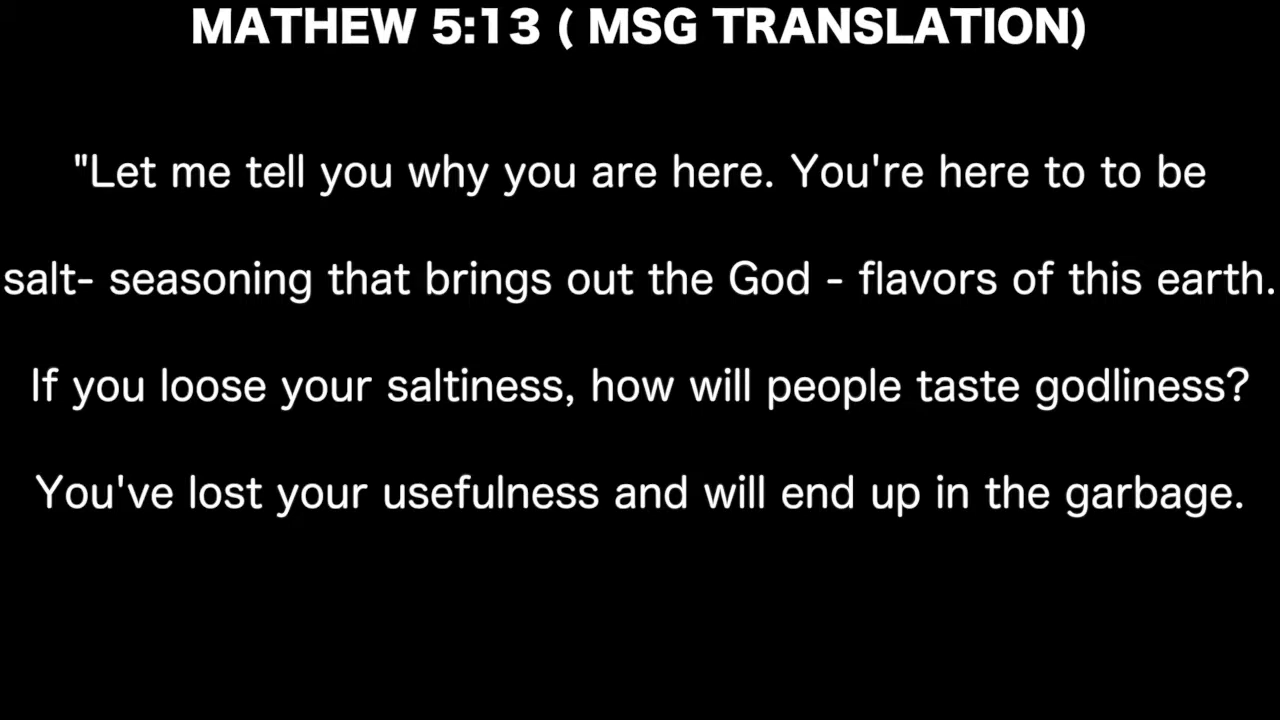 MATHEW 5:13 ( MSG TRANSLATION)
"Let me tell you why you are here. You're here to to be
salt- seasoning that brings out the God - flavors of this earth.
If you loose your saltiness, how will people taste godliness?
You've lost your usefulness and will end up in the garbage.